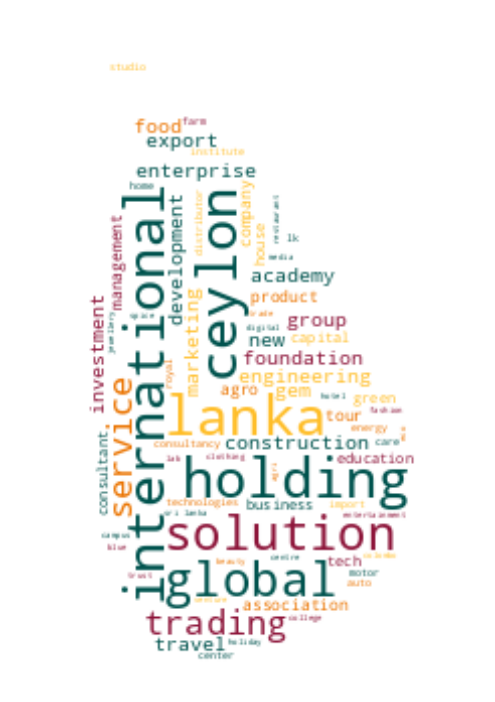 studio
food
farm
export
institute
enterprise
home
international
development
distributor
ceylon
company
restaurant
house
lk
media
management
academy
investment
jewellery
spice
marketing
product
trade
group
digital
new
capital
foundation
royal
engineering
service
agro
gem
hotel
green
lanka
tour
fashion
energy
consultant
consultancy
construction
care
lab
clothing
education
holding
agri
technologies
business
import
sri lanka
entertainment
solution
campus
blue
centre
colombo
beauty
tech
global
trust
motor
auto
venture
association
trading
college
travel
holiday
center